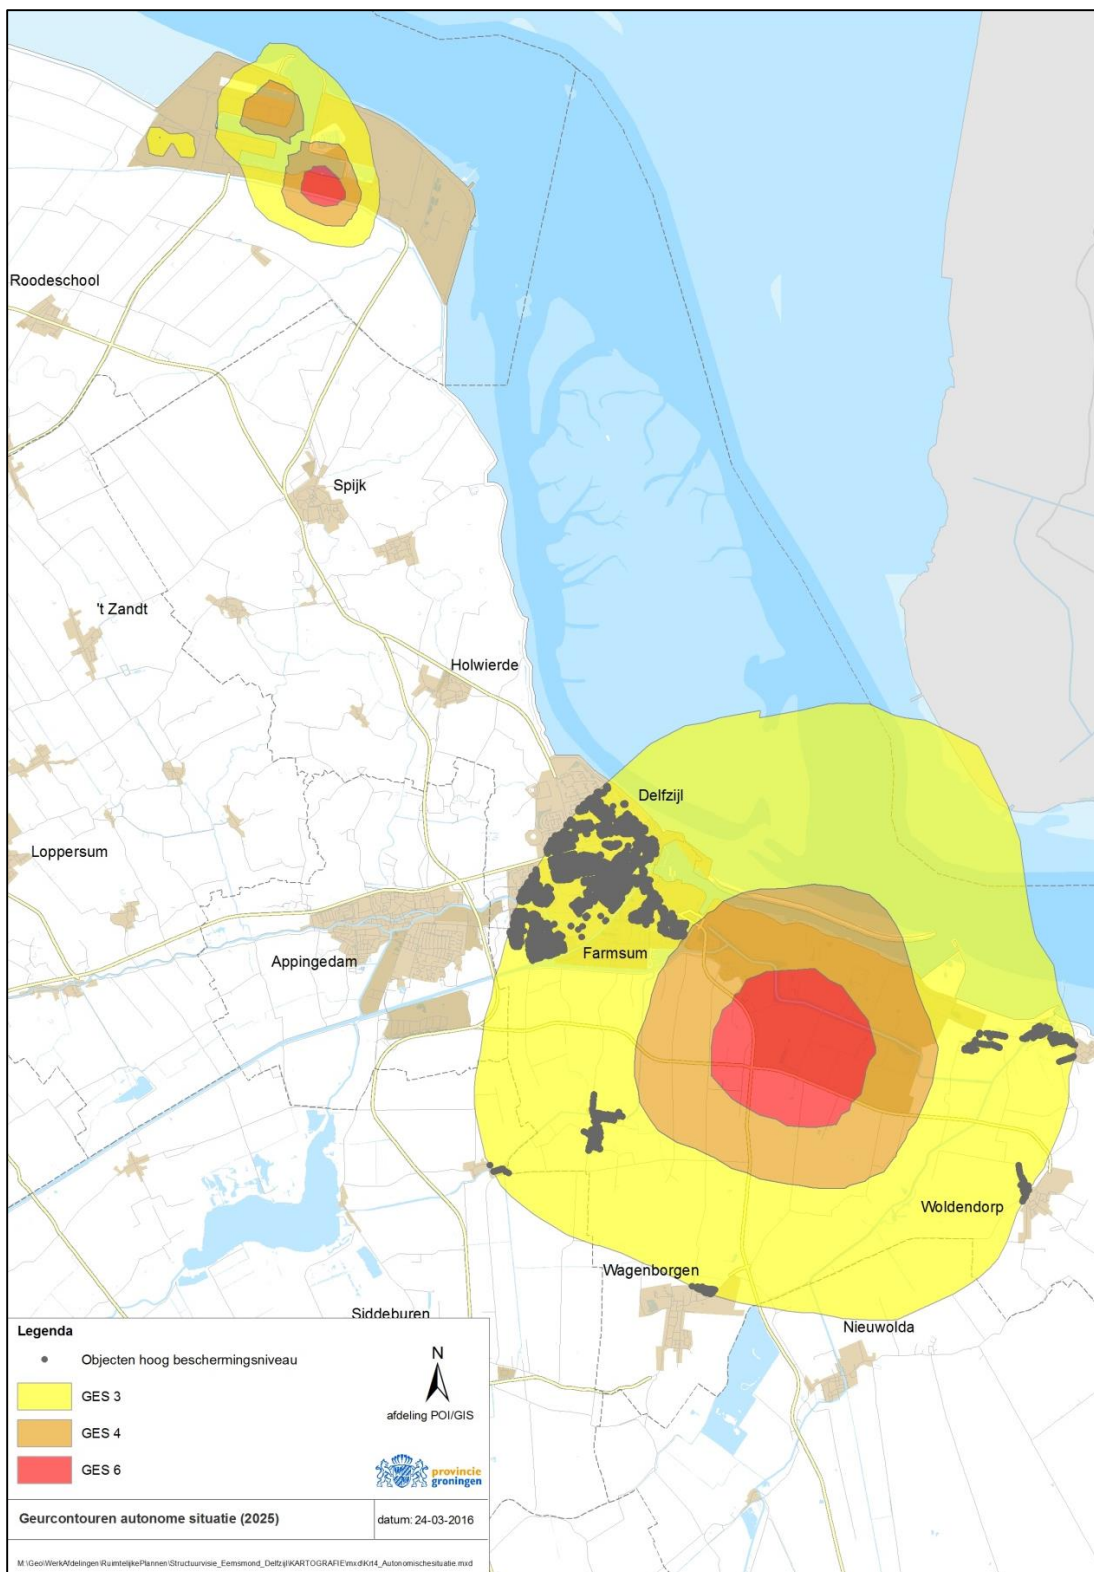 Roodeschool
Spijk
't Zandt
Holwierde
Delfzijl
Loppersum
Appingedam
Farmsum
Woldendorp
Wagenborgen
Siddeburen
Nieuwolda
Legenda
Objecten hoog beschermingsniveau
GES 3
GES 4
GES 6
N
afdeling POI/GIS
provincie
groningen
Geurcontouren autonome situatie (2025)
datum: 24-03-2016
M:\Geo\WerkAfdelingen\RuimtelijkePlannen\Structuurvisie_Eemsmond_Delfzijl\KARTOGRAFIE\mxd\Krt4_Autonomischesituatie.mxd